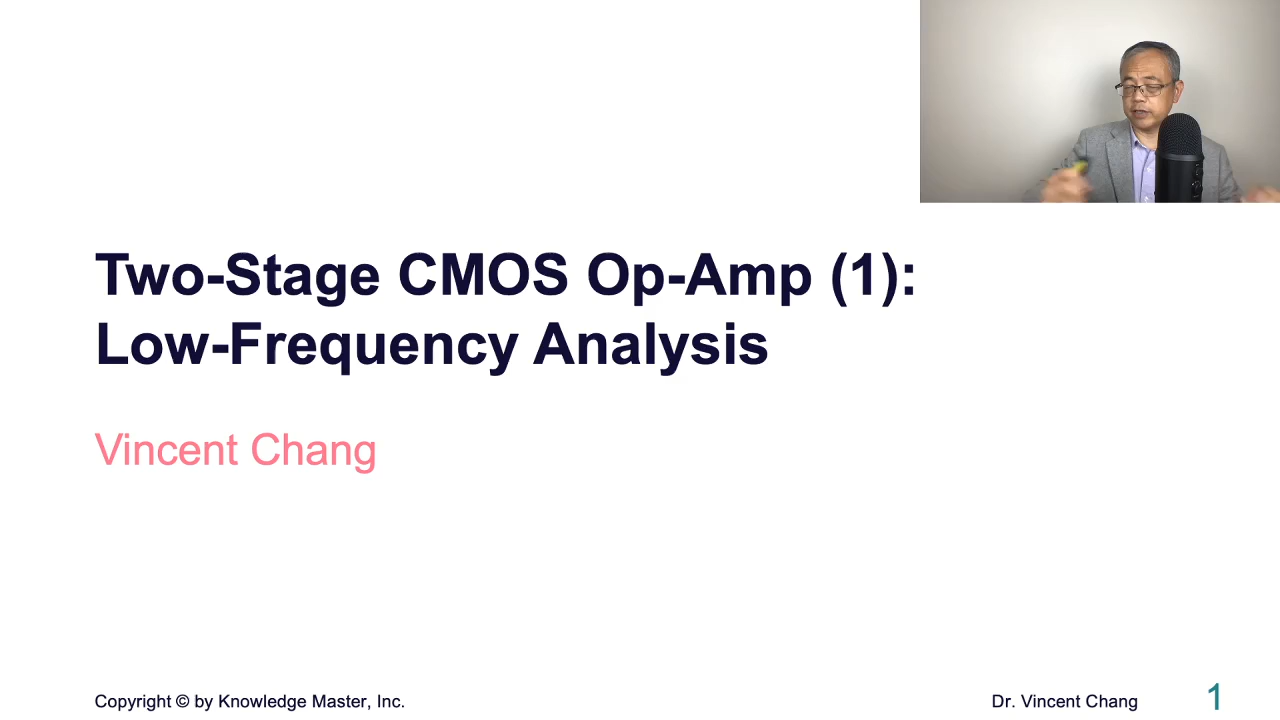 Two-Stage CMOS Op-Amp (1):
Low-Frequency Analysis
Vincent Chang
Copyright © by Knowledge Master, Inc.
Dr. Vincent Chang
1